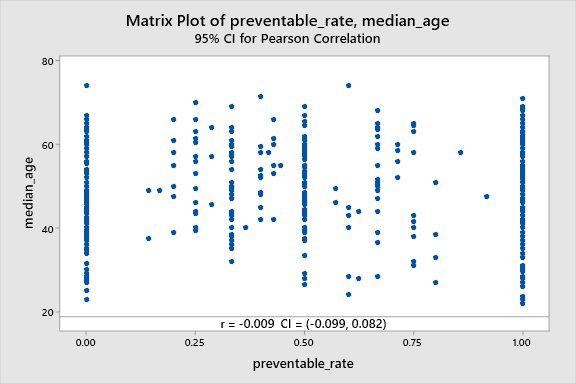 Matrix Plot of preventable_rate, median_age
95% CI for Pearson Correlation
80
60
40
20
median_age
r = -0.009 CI = (-0.099, 0.082)
0.00 0.25 0.50 0.75 1.00
preventable_rate